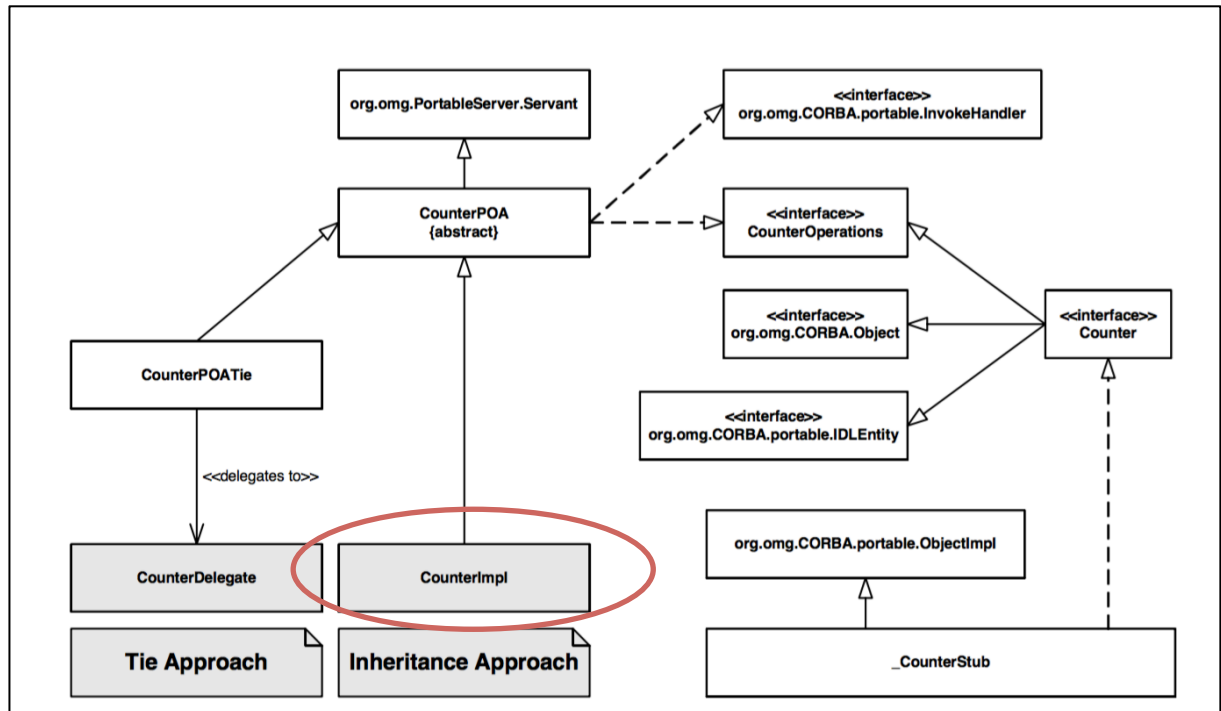 org.omg.PortableServer.Servant
<<interface>>
org.omg.CORBA.portable.InvokeHandler
CounterPOA
{abstract}
<<interface>>
CounterOperations
<<interface>>
org.omg.CORBA.Object
<<interface>>
Counter
CounterPOATie
<<interface>>
org.omg.CORBA.portable.IDLEntity
<<delegates to>>
org.omg.CORBA.portable.ObjectImpl
CounterDelegate
CounterImpl
Tie Approach
Inheritance Approach
_CounterStub